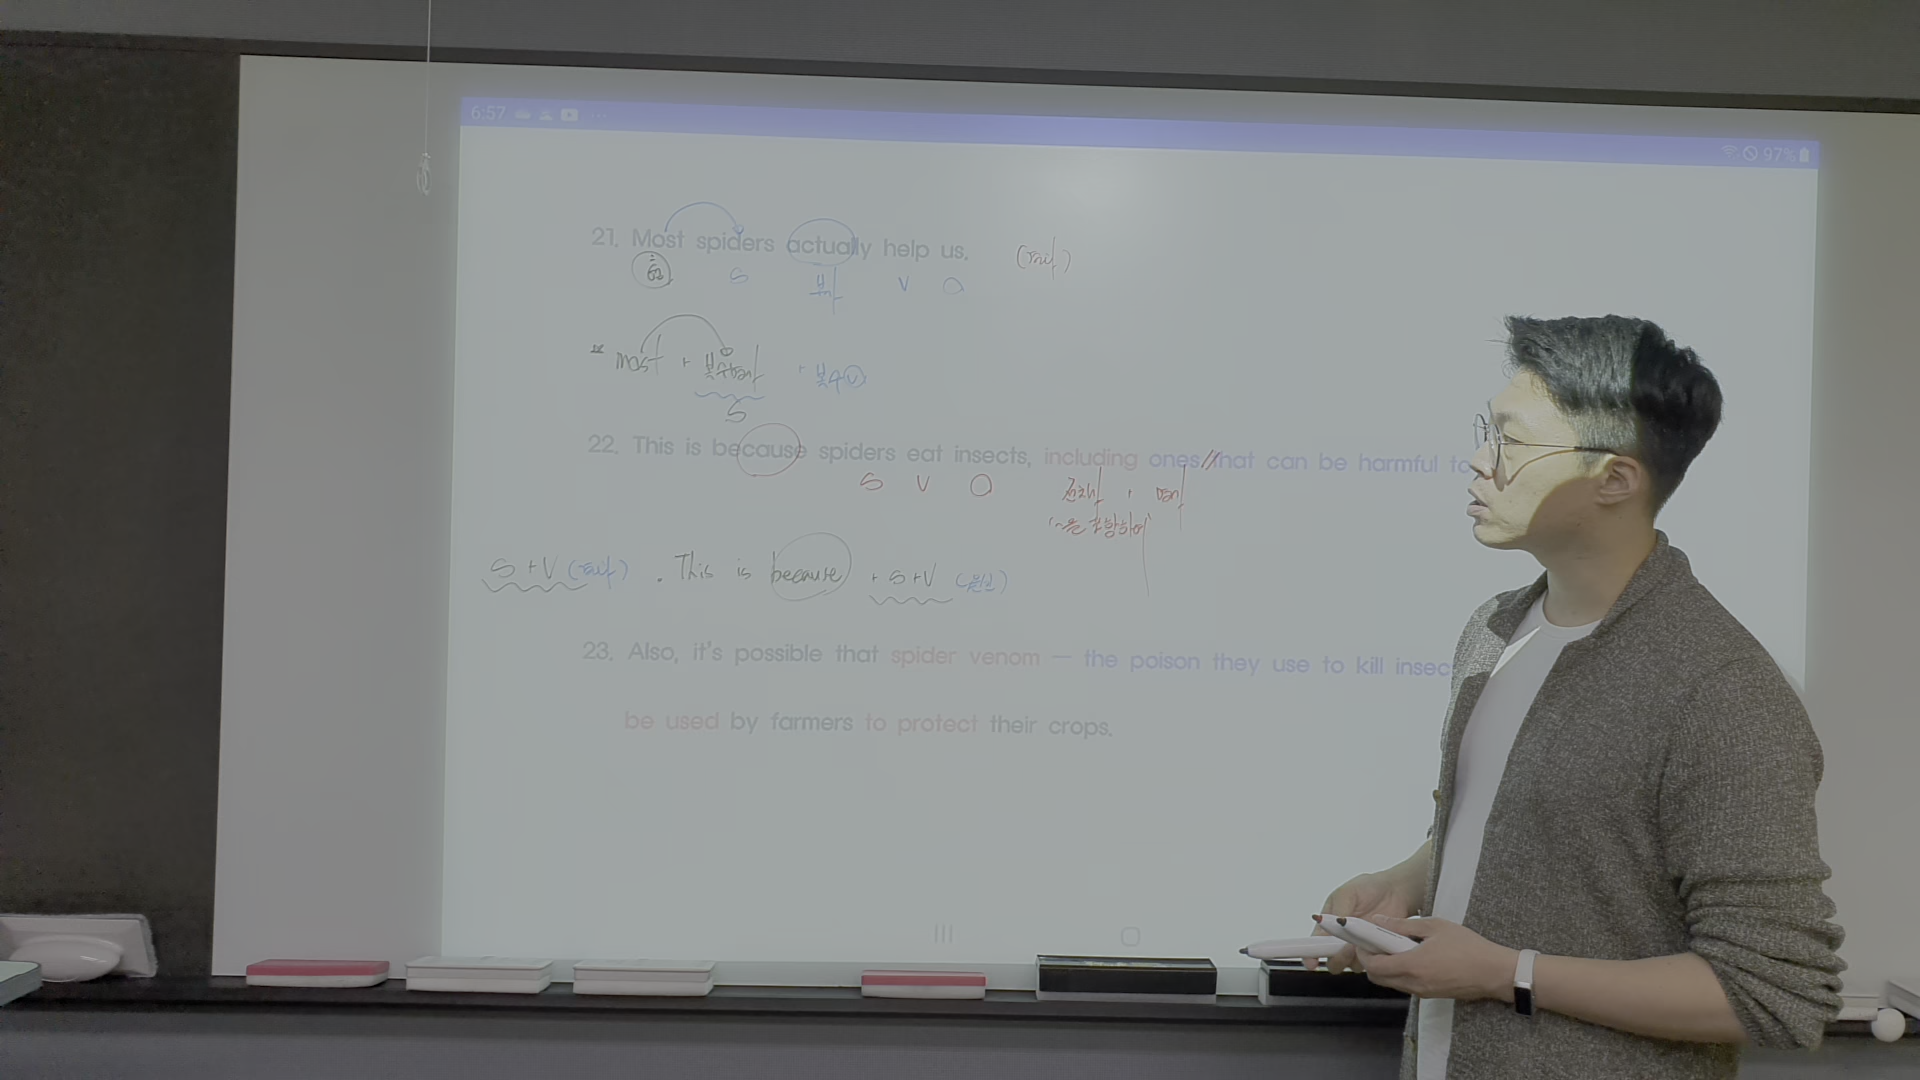 6:57 97%
21. Most spiders actually help us. (결과)
형 S 부사 V O
* most + 복수명사 + 복수V
S
22. This is because spiders eat insects, including ones that can be harmful to
S V O 전치사 명사
'~을 포함하여'
S+V (결과) . This is because + S+V (원인)
23. Also, it's possible that spider venom — the poison they use to kill insec
be used by farmers to protect their crops.